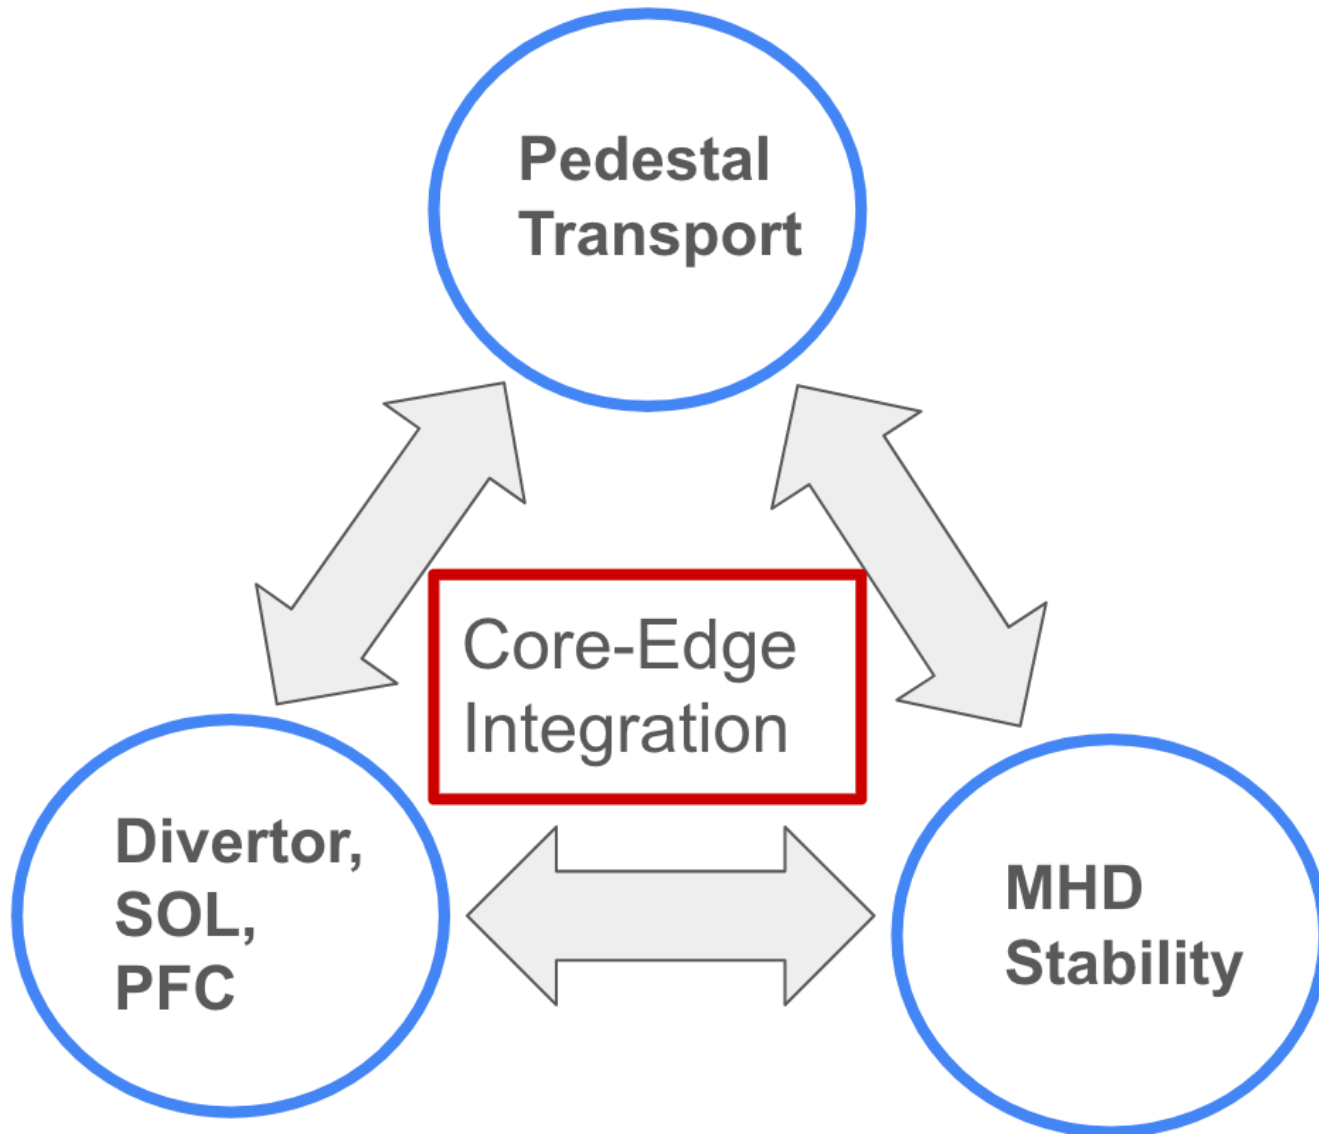 Pedestal
Transport
Core-Edge
Integration
Divertor,
SOL,
PFC
MHD
Stability